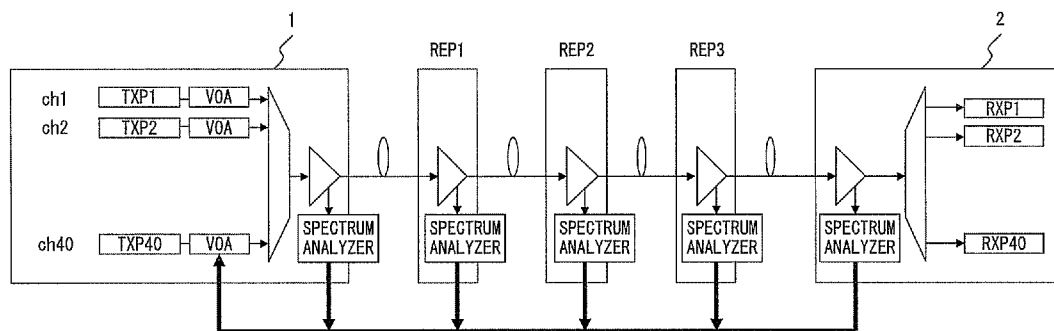 1
2
REP1
REP2
REP3
ch1
TXP1
VOA
RXP1
ch2
TXP2
VOA
RXP2
ch40
TXP40
VOA
SPECTRUM
ANALYZER
SPECTRUM
ANALYZER
SPECTRUM
ANALYZER
SPECTRUM
ANALYZER
SPECTRUM
ANALYZER
RXP40